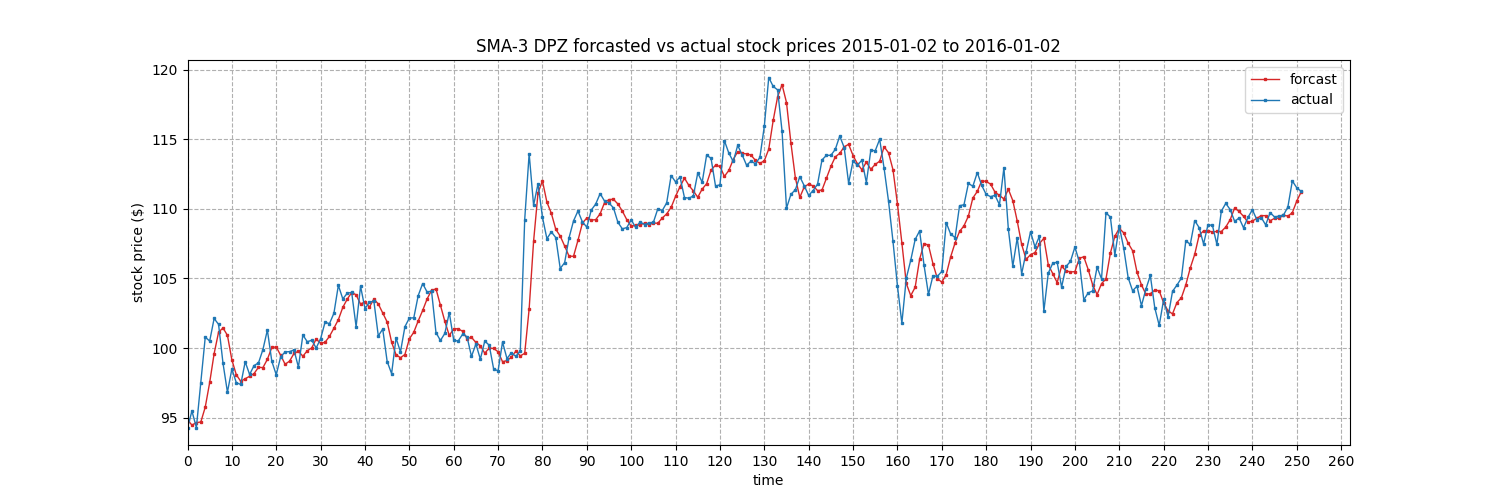 SMA-3 DPZ forcasted vs actual stock prices 2015-01-02 to 2016-01-02
forcast
actual
stock price ($)
120
115
110
105
100
95
0 10 20 30 40 50 60 70 80 90 100 110 120 130 140 150 160 170 180 190 200 210 220 230 240 250 260
time